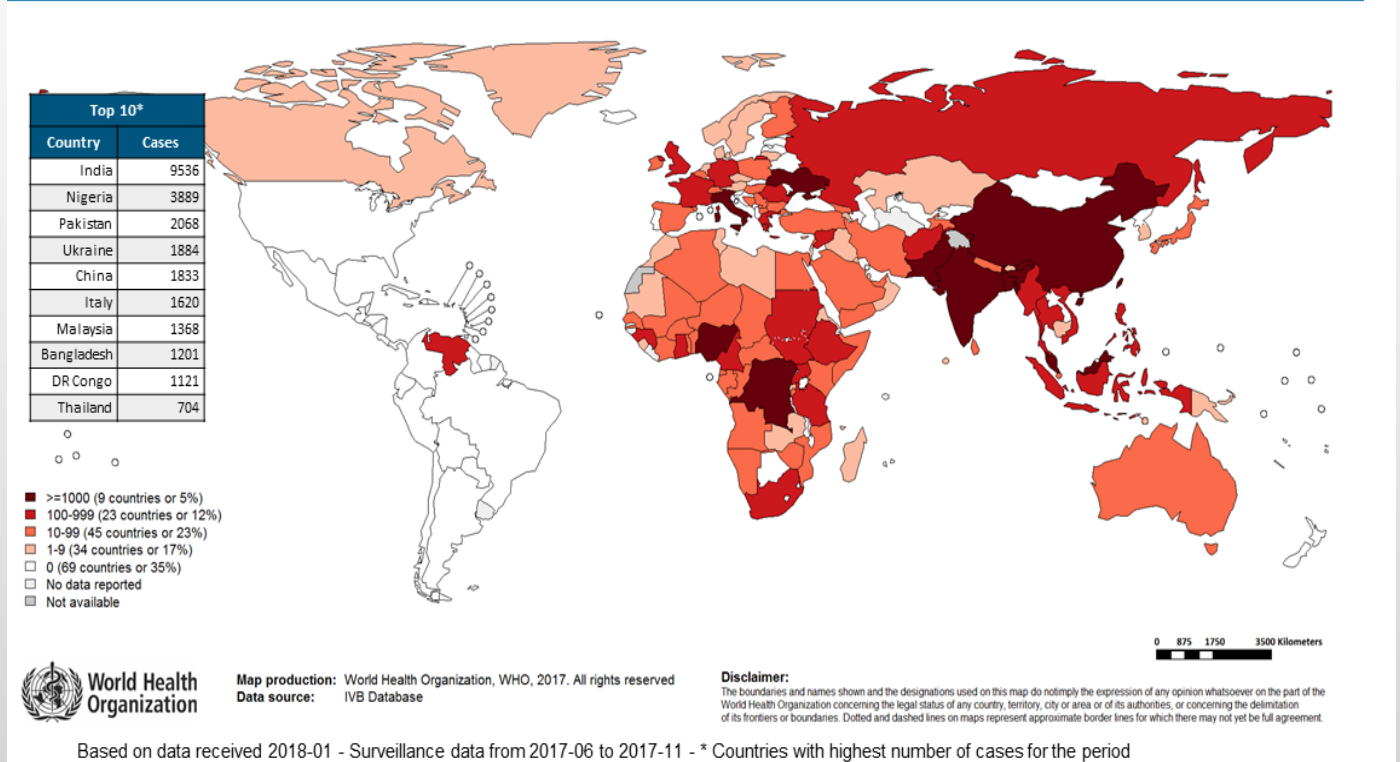 Top 10*
Country Cases
India 9536
Nigeria 3889
Pakistan 2068
Ukraine 1884
China 1833
Italy 1620
Malaysia 1368
Bangladesh 1201
DR Congo 1121
Thailand 704
>=1000 (9 countries or 5%)
100-999 (23 countries or 12%)
10-99 (45 countries or 23%)
1-9 (34 countries or 17%)
0 (69 countries or 35%)
No data reported
Not available
0 875 1750 3500 Kilometers
World Health
Organization
Map production: World Health Organization, WHO, 2017. All rights reserved
Data source: IVB Database
Disclaimer:
The boundaries and names shown and the designations used on this map do notimply the expression of any opinion whatsoever on the part of the
World Health Organization concerning the legal status of any country, territory, city or area or of its authorities, or concerning the delimitation
of its frontiers or boundaries. Dotted and dashed lines on maps represent approximate border lines for which there may not yet be full agreement.
Based on data received 2018-01 - Surveillance data from 2017-06 to 2017-11 - * Countries with highest number of cases for the period